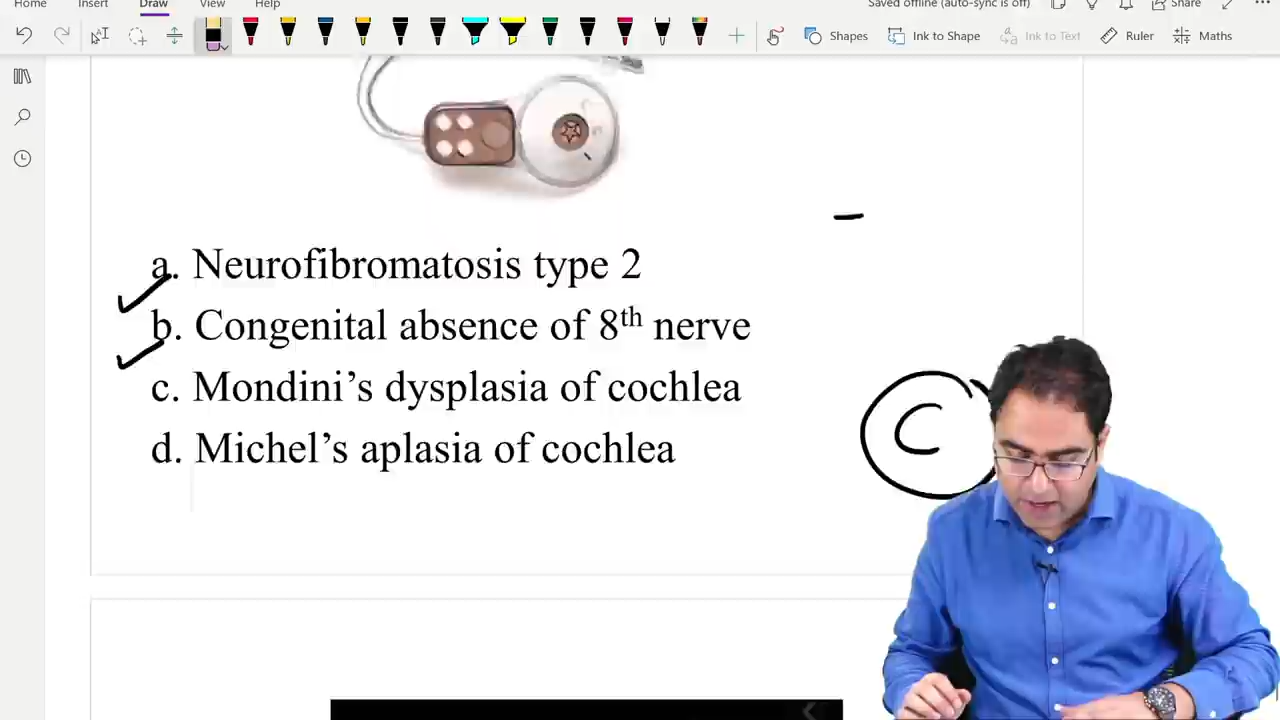 Home Insert Draw View Help Saved offline (auto-sync is off) Share
Shapes Ink to Shape Ink to Text Ruler Maths
a. Neurofibromatosis type 2
b. Congenital absence of 8th nerve
c. Mondini's dysplasia of cochlea
d. Michel's aplasia of cochlea
C